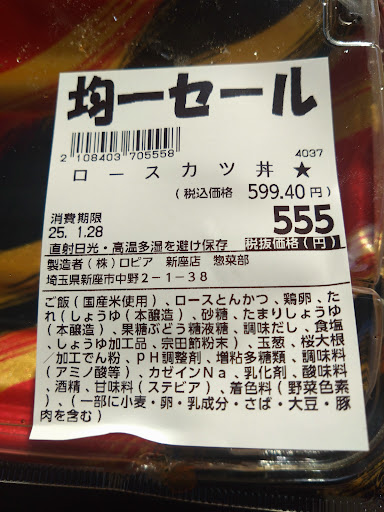 均一セール
2 108403 705558
4037
ロースカツ丼 ★
(税込価格 599.40円)
消費期限
25. 1.28
555
直射日光・高温多湿を避け保存 税抜価格(円)
製造者(株)ロピア 新座店 惣菜部
埼玉県新座市中野2-1-38
ご飯(国産米使用)、ロースとんかつ、鶏卵、た
れ(しょうゆ(本醸造)、砂糖、たまりしょうゆ
(本醸造)、果糖ぶどう糖液糖、調味だし、食塩
、しょうゆ加工品、宗田節粉末)、玉葱、桜大根
/加工でん粉、pH調整剤、増粘多糖類、調味料
(アミノ酸等)、カゼインNa、乳化剤、酸味料
、酒精、甘味料(ステビア)、着色料(野菜色素
)、(一部に小麦・卵・乳成分・さば・大豆・豚
肉を含む)